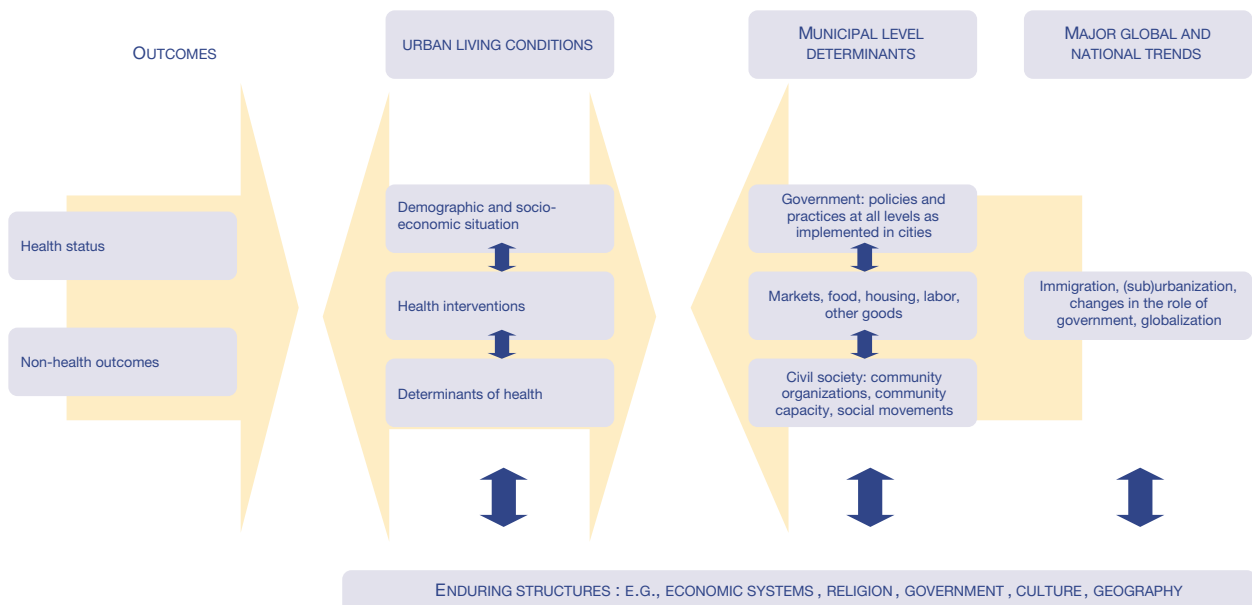 OUTCOMES
URBAN LIVING CONDITIONS
MUNICIPAL LEVEL
DETERMINANTS
MAJOR GLOBAL AND
NATIONAL TRENDS
Health status
Non-health outcomes
Demographic and socio-
economic situation
Health interventions
Determinants of health
Government: policies and
practices at all levels as
implemented in cities
Markets, food, housing, labor,
other goods
Civil society: community
organizations, community
capacity, social movements
Immigration, (sub)urbanization,
changes in the role of
government, globalization
ENDURING STRUCTURES : E.G., ECONOMIC SYSTEMS , RELIGION , GOVERNMENT , CULTURE , GEOGRAPHY